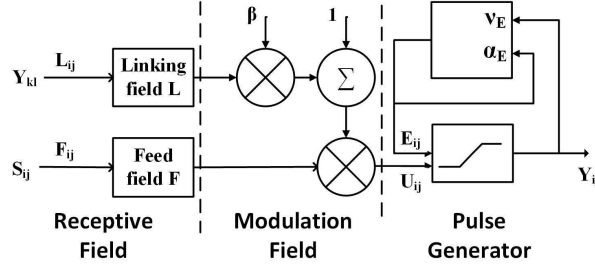 β
1
ν_E
α_E
L_ij
Y_kl
Linking
field L
Σ
F_ij
S_ij
Feed
field F
E_ij
U_ij
Y_i
Receptive
Field
Modulation
Field
Pulse
Generator